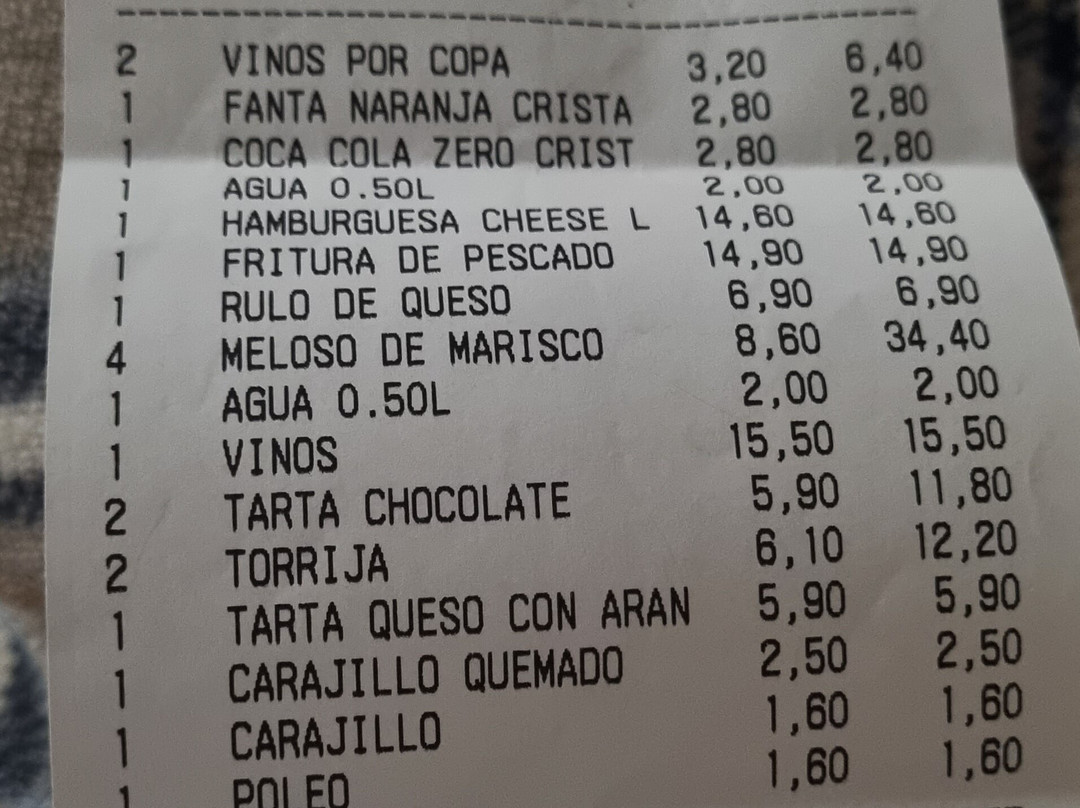 2 VINOS POR COPA 3,20 6,40
1 FANTA NARANJA CRISTA 2,80 2,80
1 COCA COLA ZERO CRIST 2,80 2,80
1 AGUA 0.50L 2,00 2,00
1 HAMBURGUESA CHEESE L 14,60 14,60
1 FRITURA DE PESCADO 14,90 14,90
1 RULO DE QUESO 6,90 6,90
4 MELOSO DE MARISCO 8,60 34,40
1 AGUA 0.50L 2,00 2,00
1 VINOS 15,50 15,50
2 TARTA CHOCOLATE 5,90 11,80
2 TORRIJA 6,10 12,20
1 TARTA QUESO CON ARAN 5,90 5,90
1 CARAJILLO QUEMADO 2,50 2,50
1 CARAJILLO 1,60 1,60
1 POLEO 1,60 1,60